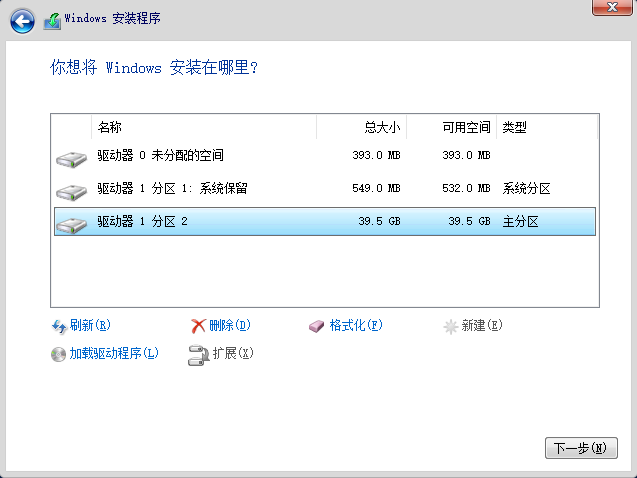 Windows 安装程序
你想将 Windows 安装在哪里？
名称 总大小 可用空间 类型
驱动器 0 未分配的空间 393.0 MB 393.0 MB
驱动器 1 分区 1: 系统保留 549.0 MB 532.0 MB 系统分区
驱动器 1 分区 2 39.5 GB 39.5 GB 主分区
刷新(R) 删除(D) 格式化(F) 新建(E)
加载驱动程序(L) 扩展(X)
下一步(N)